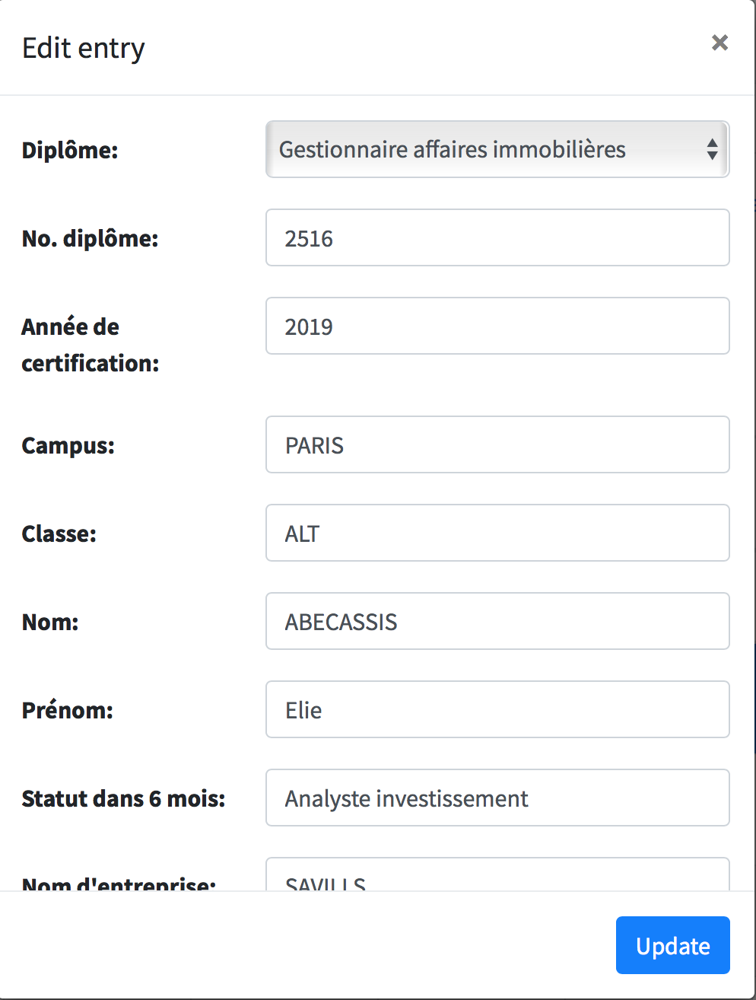 Edit entry ×
Diplôme: Gestionnaire affaires immobilières
No. diplôme: 2516
Année de certification: 2019
Campus: PARIS
Classe: ALT
Nom: ABECASSIS
Prénom: Elie
Statut dans 6 mois: Analyste investissement
Nom d'entreprise: SAVILLS
Update